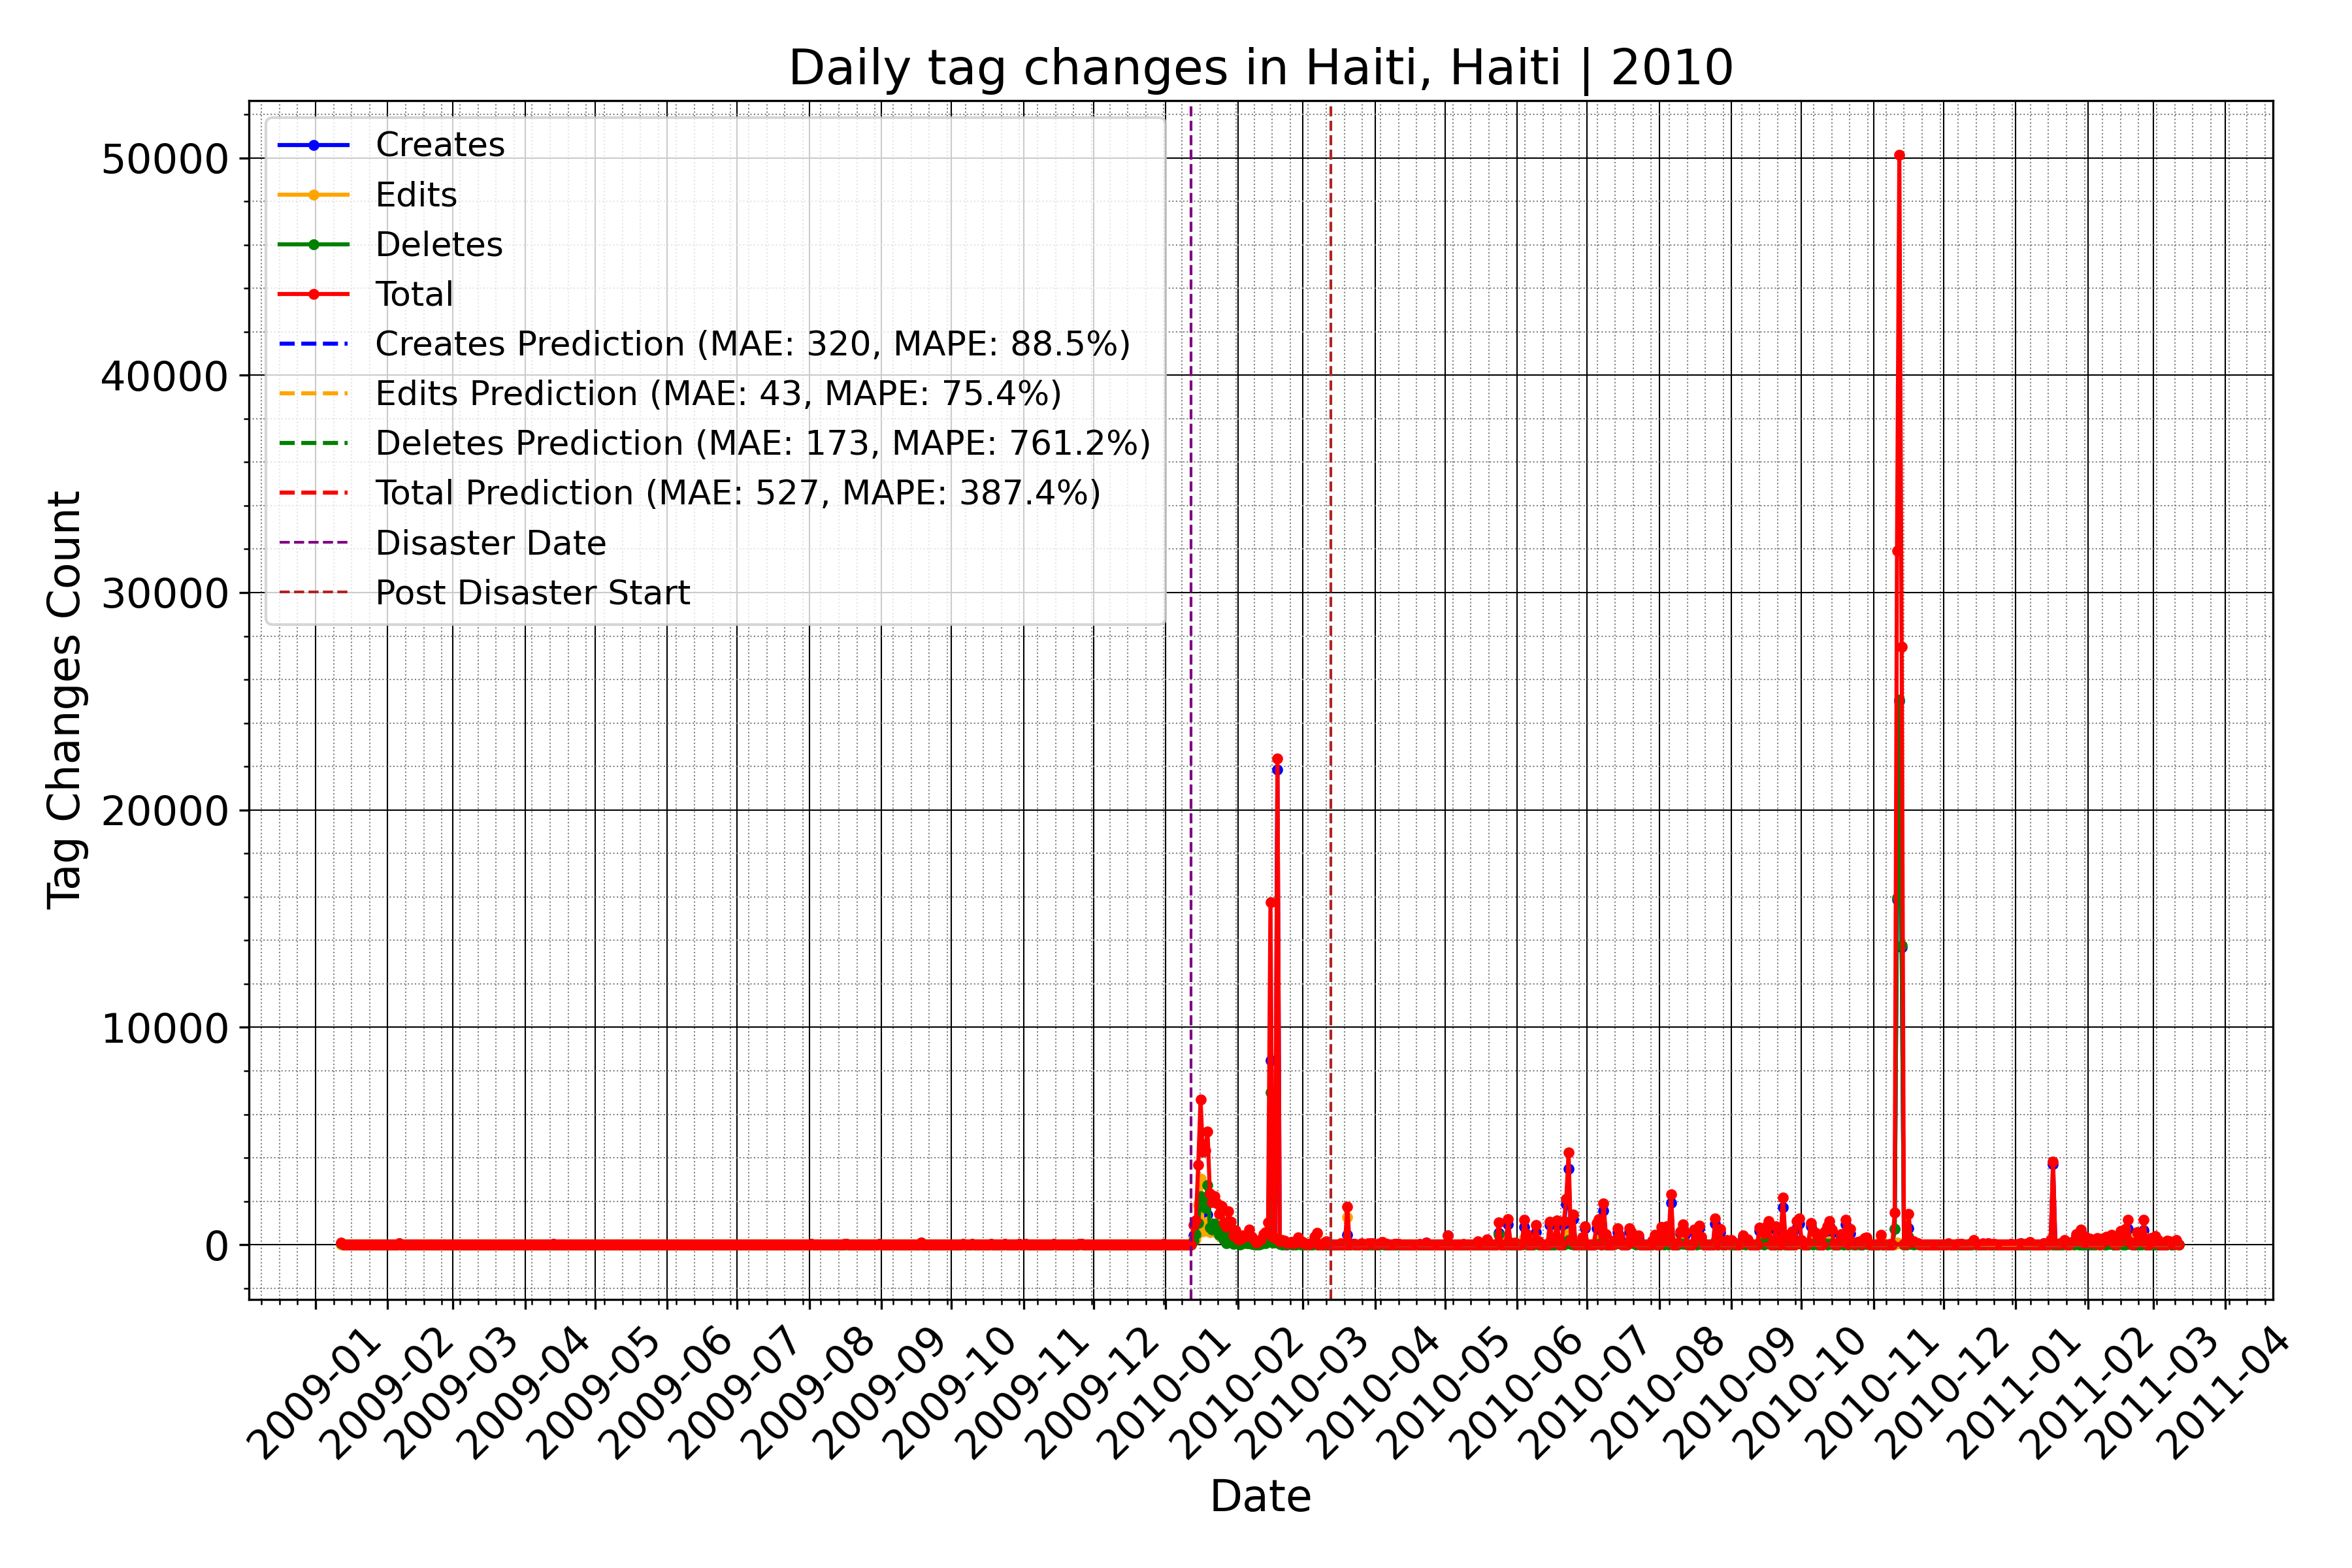 Daily tag changes in Haiti, Haiti | 2010
Tag Changes Count
50000
40000
30000
20000
10000
0
Creates
Edits
Deletes
Total
Creates Prediction (MAE: 320, MAPE: 88.5%)
Edits Prediction (MAE: 43, MAPE: 75.4%)
Deletes Prediction (MAE: 173, MAPE: 761.2%)
Total Prediction (MAE: 527, MAPE: 387.4%)
Disaster Date
Post Disaster Start
2009-01
2009-02
2009-03
2009-04
2009-05
2009-06
2009-07
2009-08
2009-09
2009-10
2009-11
2009-12
2010-01
2010-02
2010-03
2010-04
2010-05
2010-06
2010-07
2010-08
2010-09
2010-10
2010-11
2010-12
2011-01
2011-02
2011-03
2011-04
Date